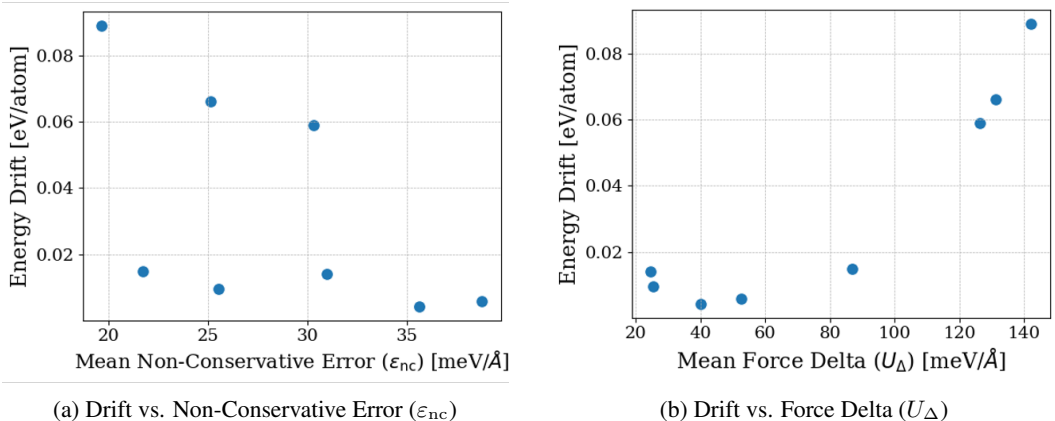 Energy Drift [eV/atom]
0.08
0.06
0.04
0.02
20 25 30 35
Mean Non-Conservative Error (εnc) [meV/Å]
(a) Drift vs. Non-Conservative Error (εnc)
Energy Drift [eV/atom]
0.08
0.06
0.04
0.02
20 40 60 80 100 120 140
Mean Force Delta (UΔ) [meV/Å]
(b) Drift vs. Force Delta (UΔ)